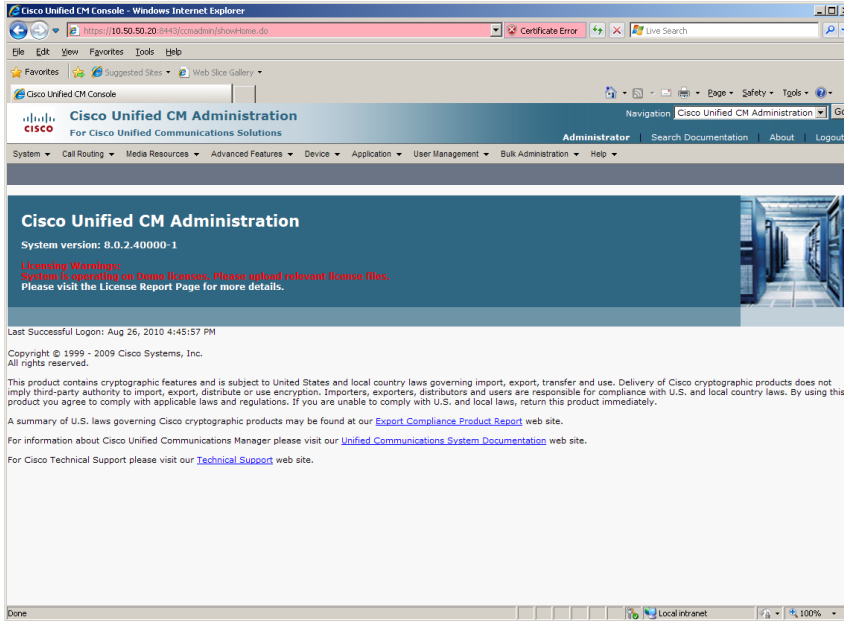 Cisco Unified CM Console - Windows Internet Explorer
https://10.50.50.20:8443/ccmadmin/showHome.do
Certificate Error
Live Search
File Edit View Favorites Tools Help
Favorites Suggested Sites Web Slice Gallery
Cisco Unified CM Console
Page Safety Tools
CISCO
Cisco Unified CM Administration
For Cisco Unified Communications Solutions
Navigation Cisco Unified CM Administration Go
Administrator | Search Documentation | About | Logout
System Call Routing Media Resources Advanced Features Device Application User Management Bulk Administration Help
Cisco Unified CM Administration
System version: 8.0.2.40000-1
Licensing Warnings:
System is operating on Demo licenses. Please upload relevant license files.
Please visit the License Report Page for more details.
Last Successful Logon: Aug 26, 2010 4:45:57 PM
Copyright © 1999 - 2009 Cisco Systems, Inc.
All rights reserved.
This product contains cryptographic features and is subject to United States and local country laws governing import, export, transfer and use. Delivery of Cisco cryptographic products does not
imply third-party authority to import, export, distribute or use encryption. Importers, exporters, distributors and users are responsible for compliance with U.S. and local country laws. By using this
product you agree to comply with applicable laws and regulations. If you are unable to comply with U.S. and local laws, return this product immediately.
A summary of U.S. laws governing Cisco cryptographic products may be found at our Export Compliance Product Report web site.
For information about Cisco Unified Communications Manager please visit our Unified Communications System Documentation web site.
For Cisco Technical Support please visit our Technical Support web site.
Done
Local intranet
100%